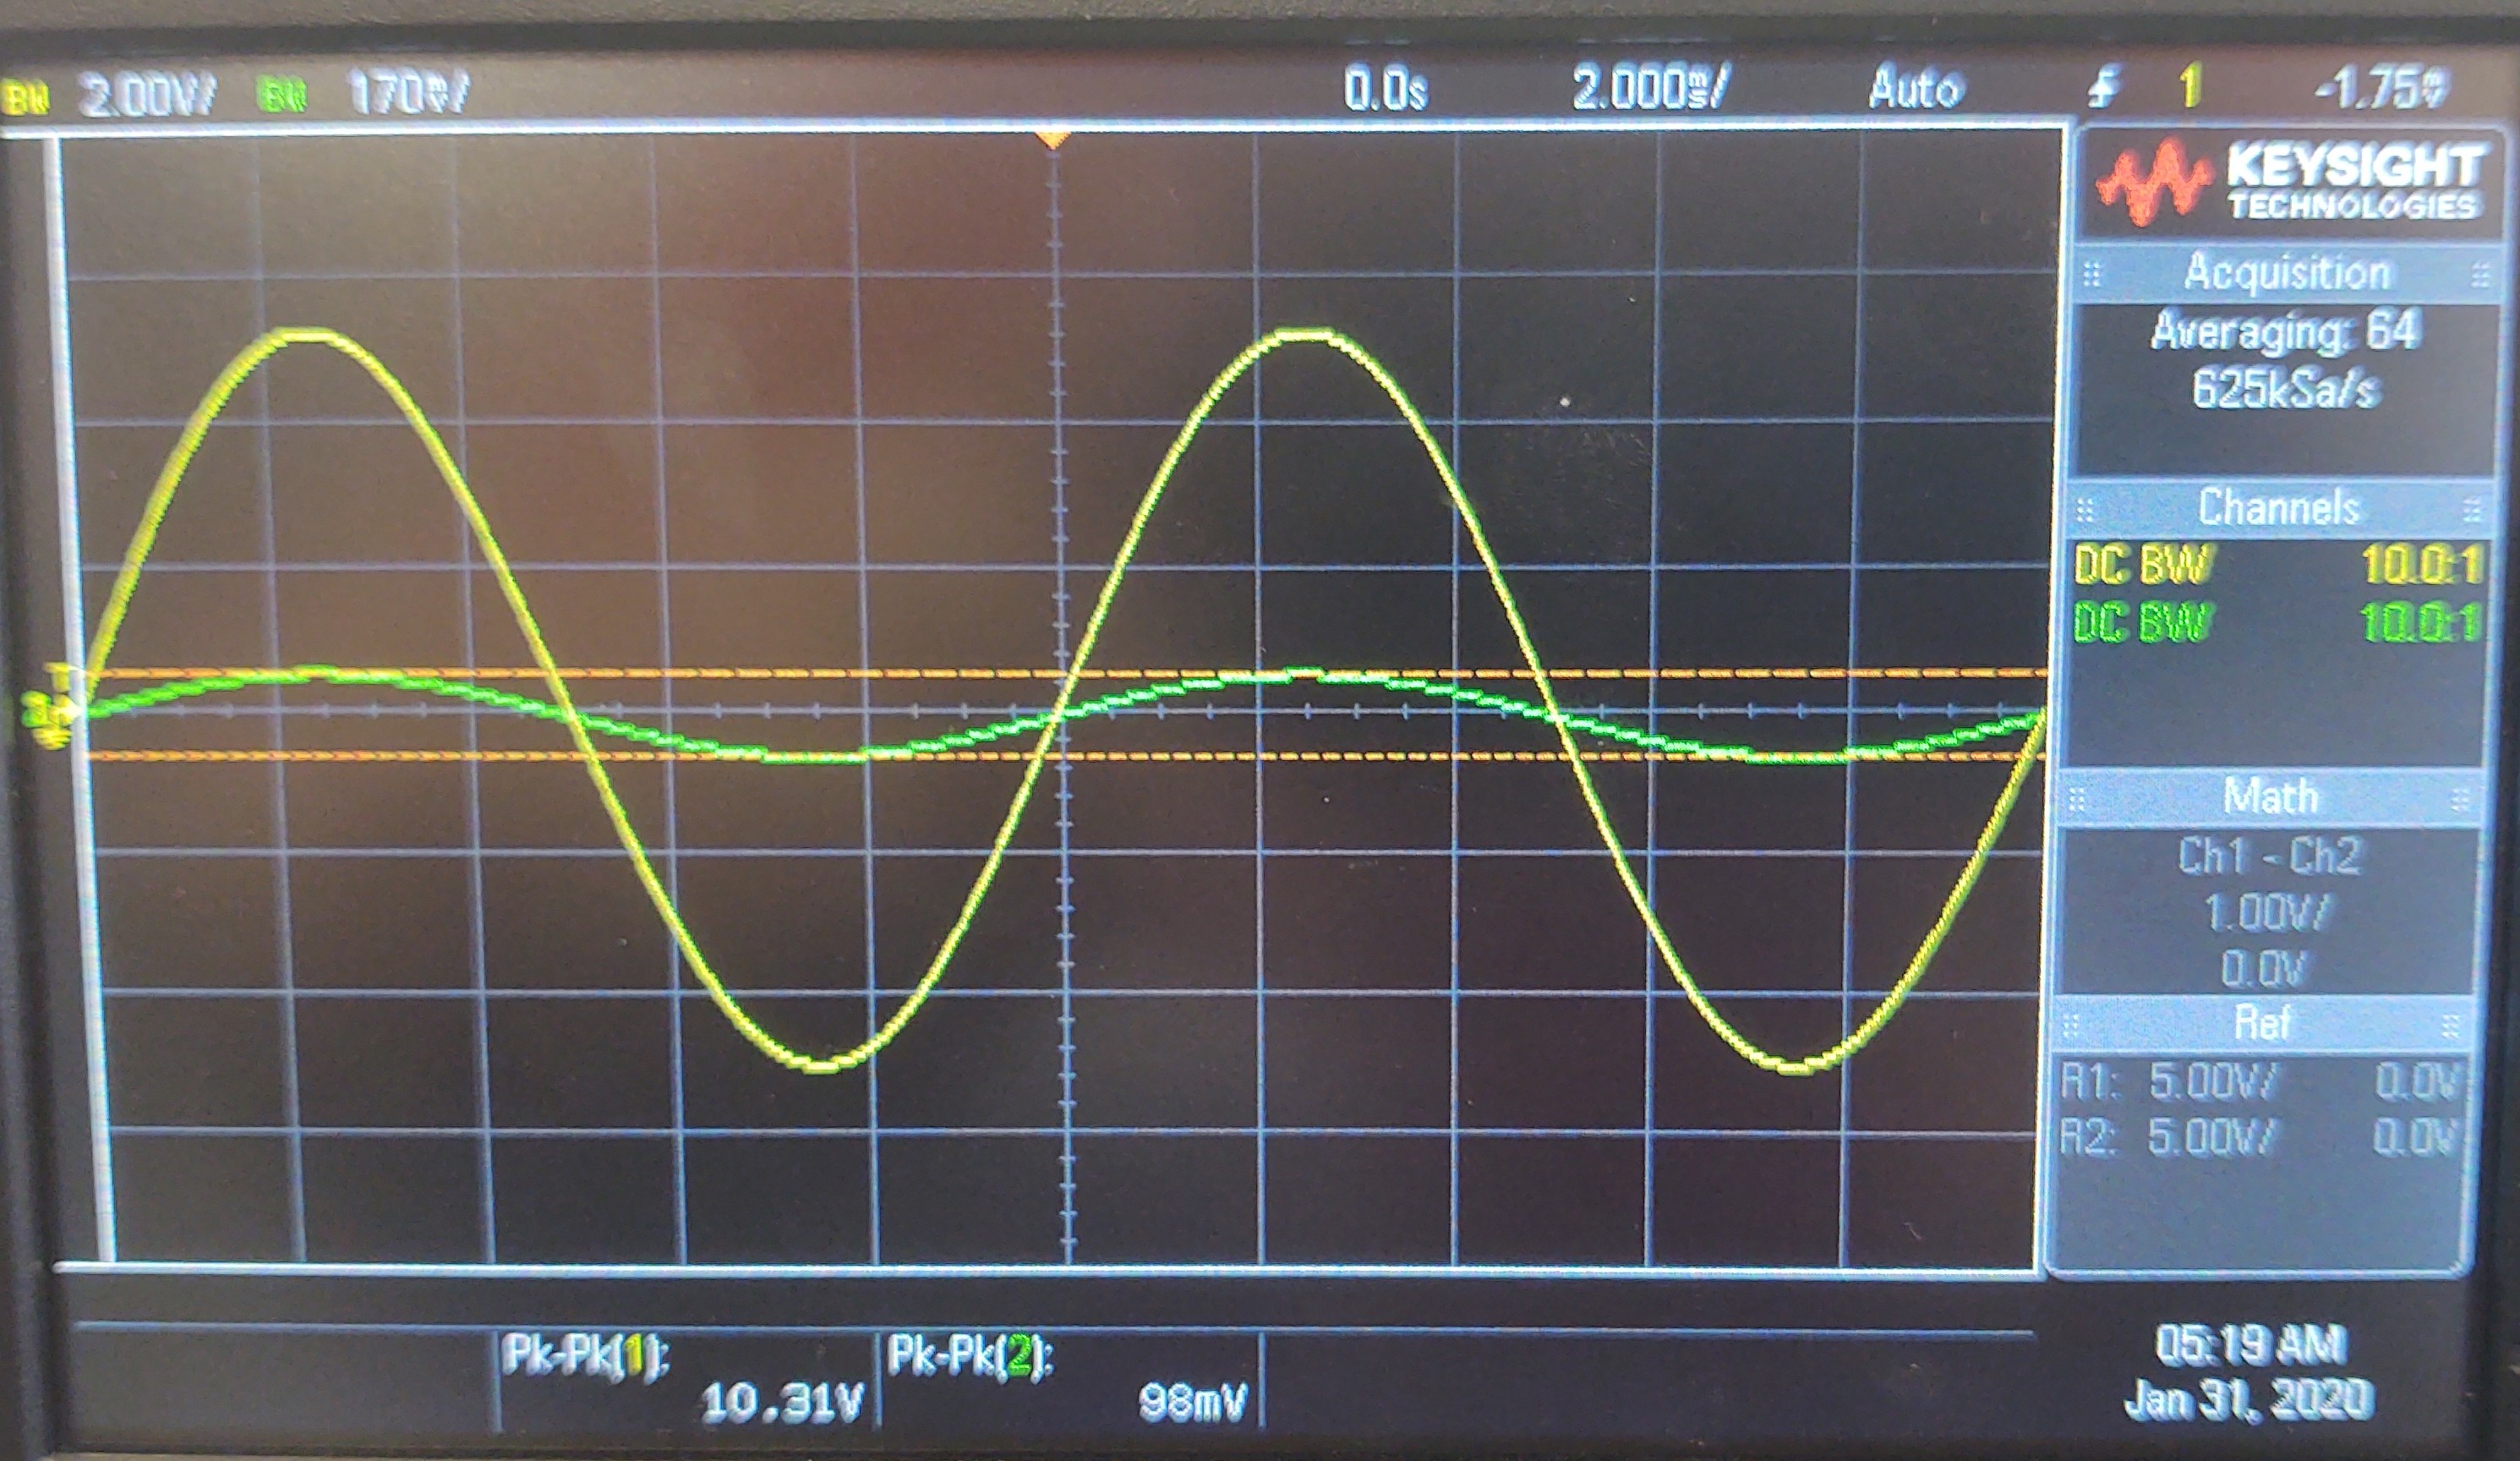 BW 2.00V/ BW 170mV/ 0.0s 2.000ms/ Auto 1 -1.75mV
KEYSIGHT
TECHNOLOGIES
Acquisition
Averaging: 64
625kSa/s
Channels
DC BW 10.0:1
DC BW 10.0:1
Math
Ch1 - Ch2
1.00V/
0.0V
Ref
R1: 5.00V/ 0.0V
R2: 5.00V/ 0.0V
Pk-Pk(1):
10.31V
Pk-Pk(2):
98mV
05:19 AM
Jan 31, 2020